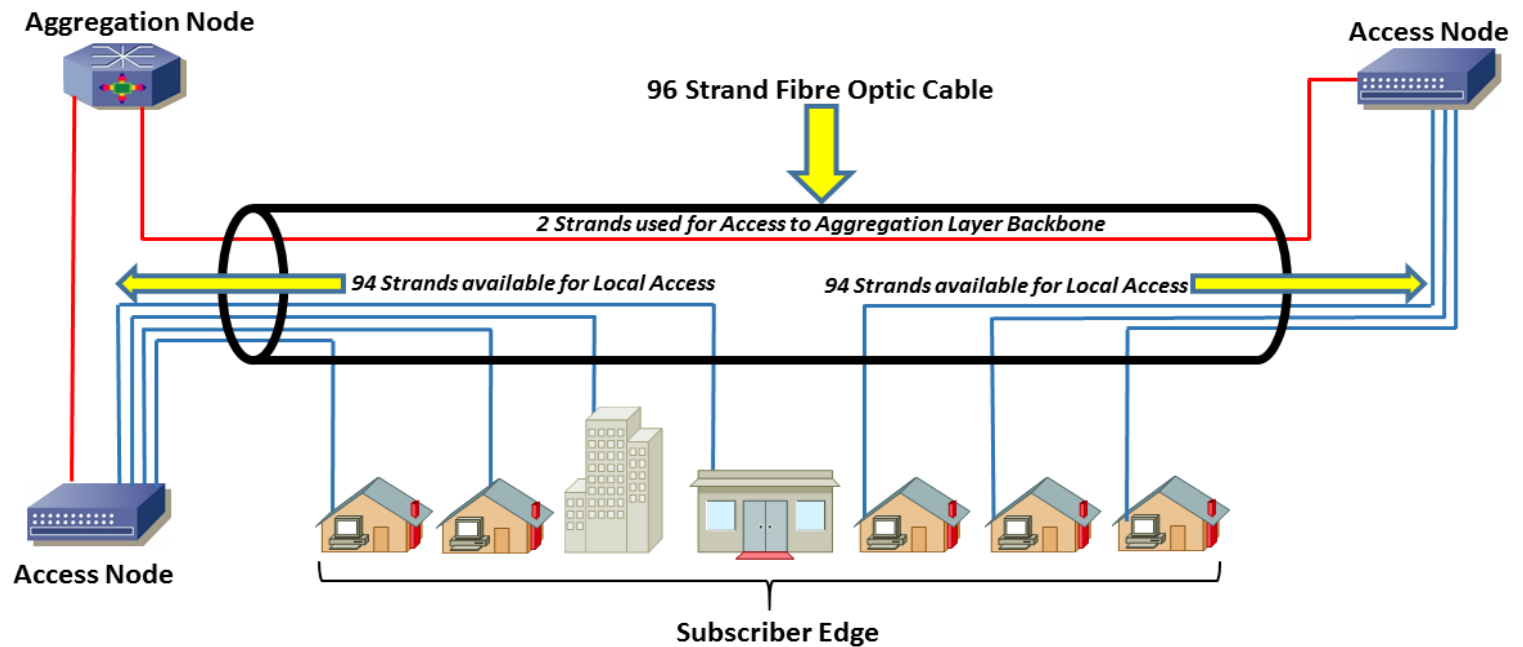 Aggregation Node
Access Node
96 Strand Fibre Optic Cable
2 Strands used for Access to Aggregation Layer Backbone
94 Strands available for Local Access
94 Strands available for Local Access
Access Node
Subscriber Edge